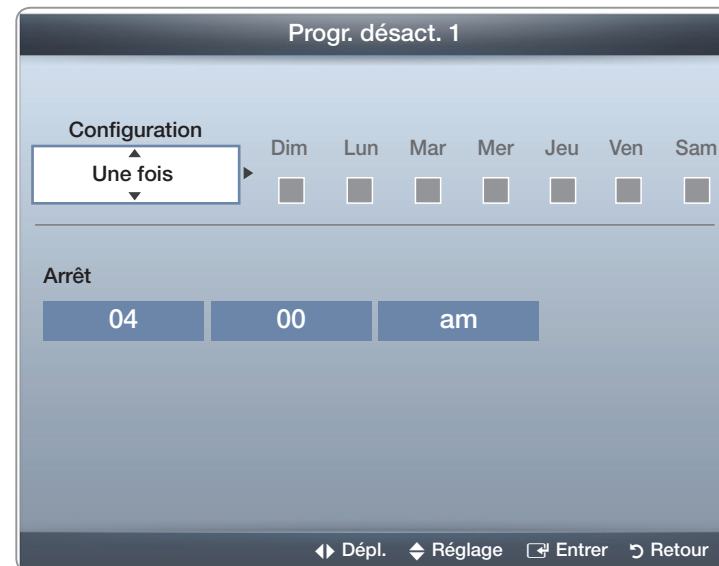 Progr. désact. 1
Configuration
Une fois
Dim Lun Mar Mer Jeu Ven Sam
Arrêt
04 00 am
Dépl. Réglage Entrer Retour